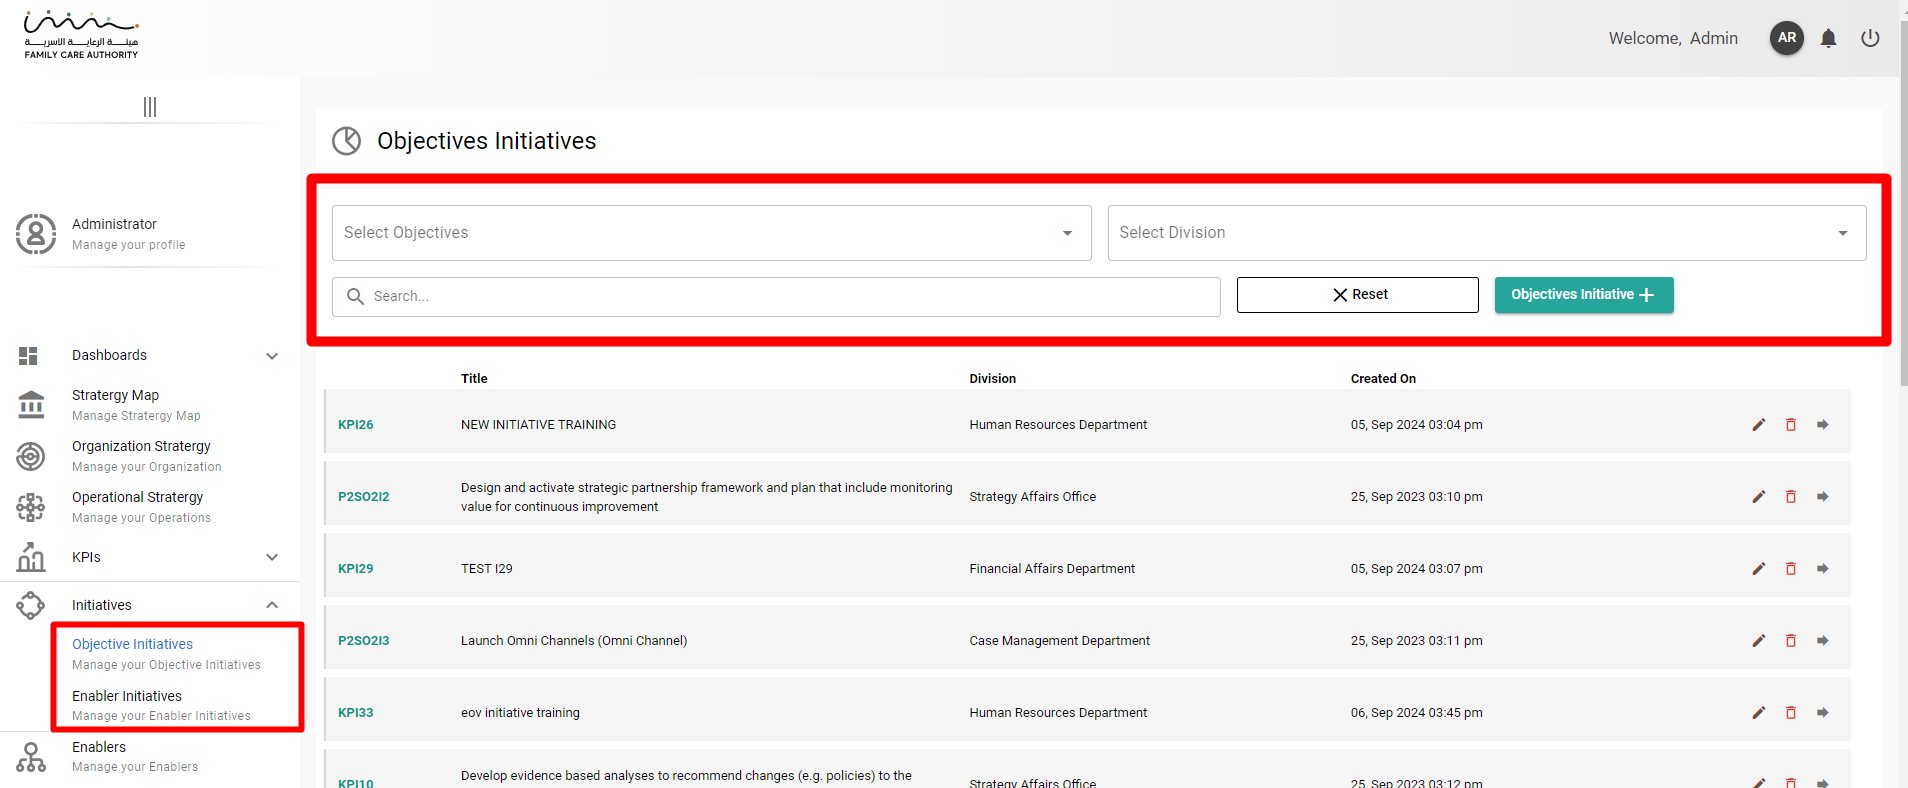 هيئة الرعاية الأسرية
FAMILY CARE AUTHORITY
Welcome, Admin
AR
Administrator
Manage your profile
Dashboards
Stratergy Map
Manage Stratergy Map
Organization Stratergy
Manage your Organization
Operational Stratergy
Manage your Operations
KPIs
Initiatives
Objective Initiatives
Manage your Objective Initiatives
Enabler Initiatives
Manage your Enabler Initiatives
Enablers
Manage your Enablers
Objectives Initiatives
Select Objectives
Select Division
Search...
Reset
Objectives Initiative
Title Division Created On
KPI26 NEW INITIATIVE TRAINING Human Resources Department 05, Sep 2024 03:04 pm
P2SO2I2 Design and activate strategic partnership framework and plan that include monitoring
value for continuous improvement Strategy Affairs Office 25, Sep 2023 03:10 pm
KPI29 TEST I29 Financial Affairs Department 05, Sep 2024 03:07 pm
P2SO2I3 Launch Omni Channels (Omni Channel) Case Management Department 25, Sep 2023 03:11 pm
KPI33 eov initiative training Human Resources Department 06, Sep 2024 03:45 pm
Develop evidence based analyses to recommend changes (e.g. policies) to the
KPI10 Strategy Affairs Office 25, Sep 2023 03:12 pm